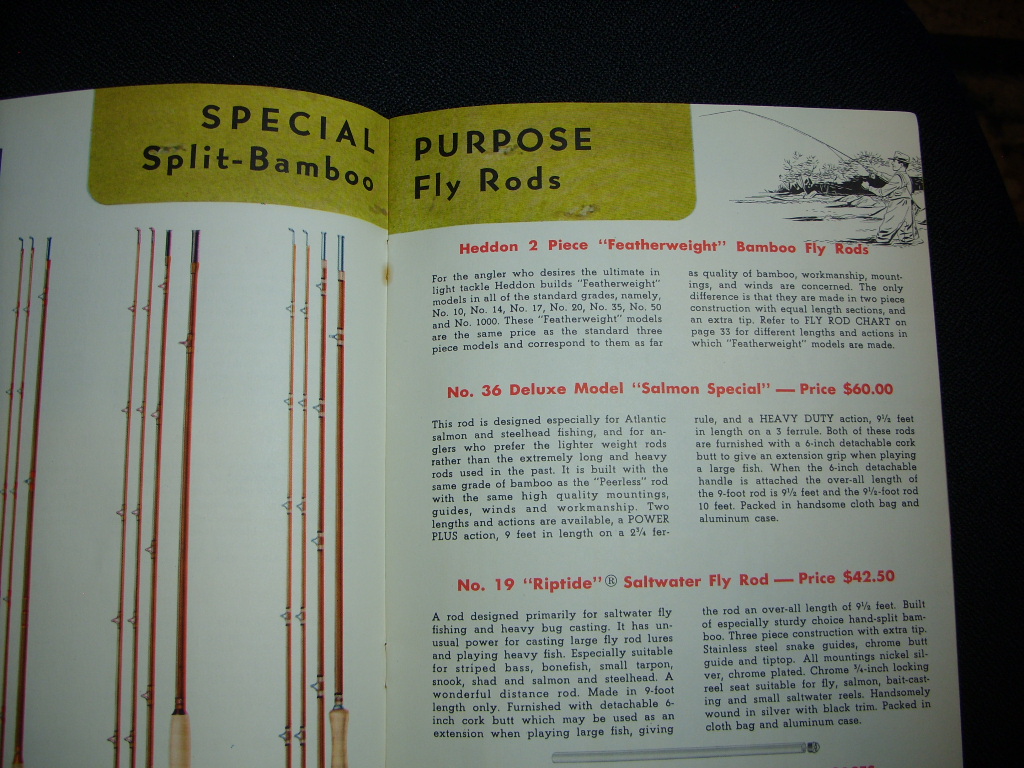 SPECIAL PURPOSE
Split-Bamboo Fly Rods
Heddon 2 Piece "Featherweight" Bamboo Fly Rods
For the angler who desires the ultimate in
light tackle Heddon builds "Featherweight"
models in all of the standard grades, namely,
No. 10, No. 14, No. 17, No. 20, No. 35, No. 50
and No. 1000. These "Featherweight" models
are the same price as the standard three
piece models and correspond to them as far
as quality of bamboo, workmanship, mount-
ings, and winds are concerned. The only
difference is that they are made in two piece
construction with equal length sections, and
an extra tip. Refer to FLY ROD CHART on
page 33 for different lengths and actions in
which "Featherweight" models are made.
No. 36 Deluxe Model "Salmon Special" — Price $60.00
This rod is designed especially for Atlantic
salmon and steelhead fishing, and for an-
glers who prefer the lighter weight rods
rather than the extremely long and heavy
rods used in the past. It is built with the
same grade of bamboo as the "Peerless" rod
with the same high quality mountings,
guides, winds and workmanship. Two
lengths and actions are available, a POWER
PLUS action, 9 feet in length on a 2¾ fer-
rule, and a HEAVY DUTY action, 9½ feet
in length on a 3 ferrule. Both of these rods
are furnished with a 6-inch detachable cork
butt to give an extension grip when playing
a large fish. When the 6-inch detachable
handle is attached the over-all length of
the 9-foot rod is 9½ feet and the 9½-foot rod
10 feet. Packed in handsome cloth bag and
aluminum case.
No. 19 "Riptide"® Saltwater Fly Rod — Price $42.50
A rod designed primarily for saltwater fly
fishing and heavy bug casting. It has un-
usual power for casting large fly rod lures
and playing heavy fish. Especially suitable
for striped bass, bonefish, small tarpon,
snook, shad and salmon and steelhead. A
wonderful distance rod. Made in 9-foot
length only. Furnished with detachable 6-
inch cork butt which may be used as an
extension when playing large fish, giving
the rod an over-all length of 9½ feet. Built
of especially sturdy choice hand-split bam-
boo. Three piece construction with extra tip.
Stainless steel snake guides, chrome butt
guide and tiptop. All mountings nickel sil-
ver, chrome plated. Chrome ¾-inch locking
reel seat suitable for fly, salmon, bait-cast-
ing and small saltwater reels. Handsomely
wound in silver with black trim. Packed in
cloth bag and aluminum case.